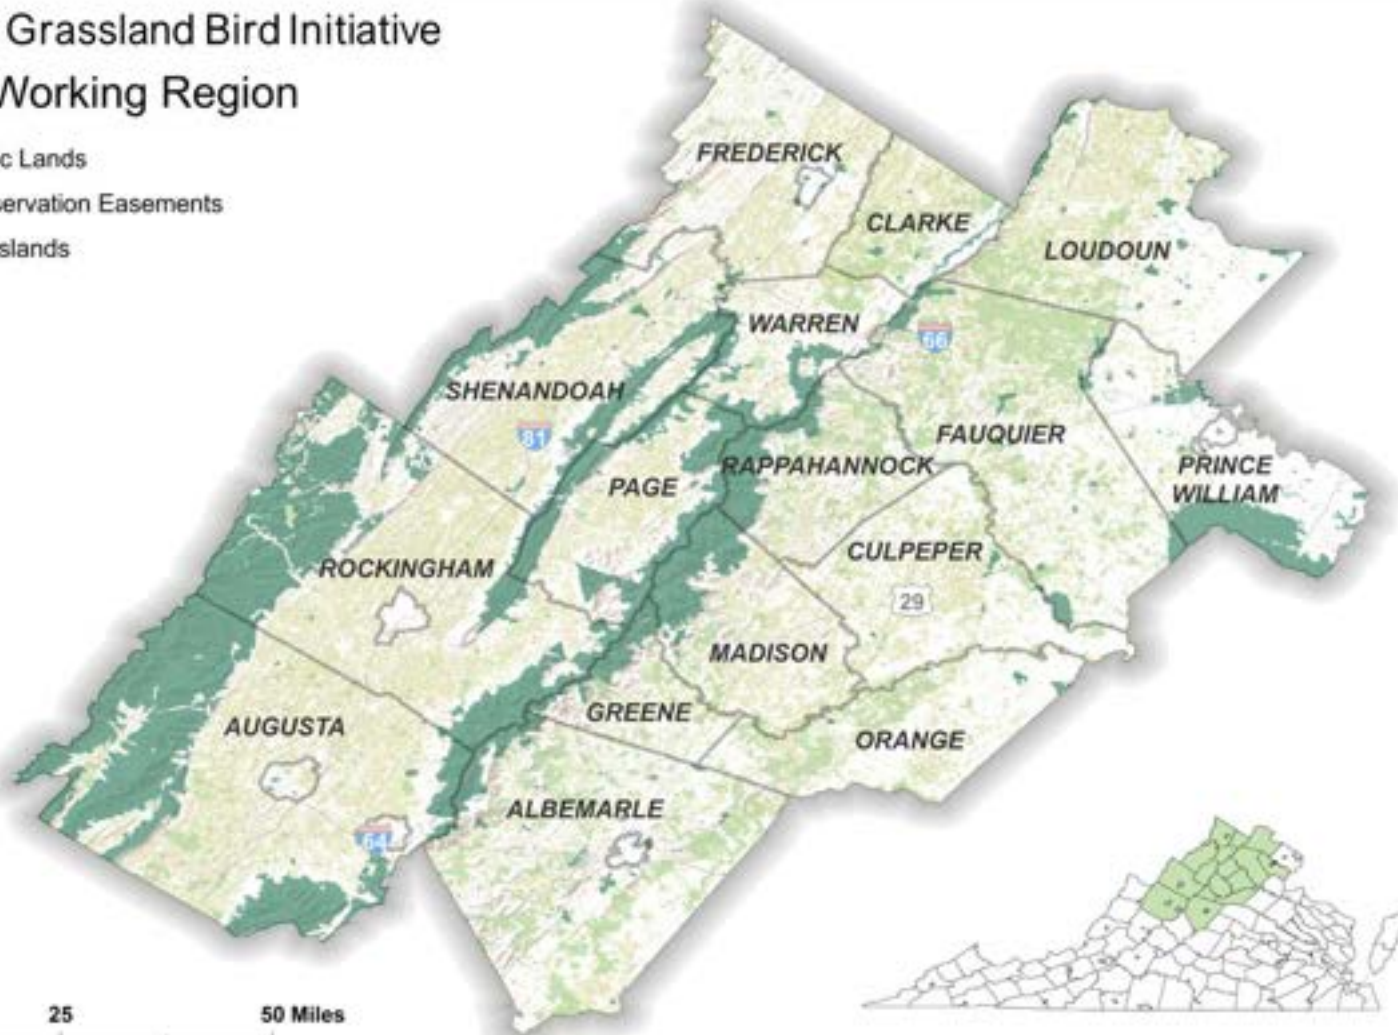 Grassland Bird Initiative
Working Region
c Lands
servation Easements
slands
FREDERICK
CLARKE
LOUDOUN
WARREN
66
SHENANDOAH
81
FAUQUIER
RAPPAHANNOCK
PRINCE
WILLIAM
PAGE
CULPEPER
ROCKINGHAM
29
MADISON
GREENE
AUGUSTA
ORANGE
ALBEMARLE
64
25 50 Miles